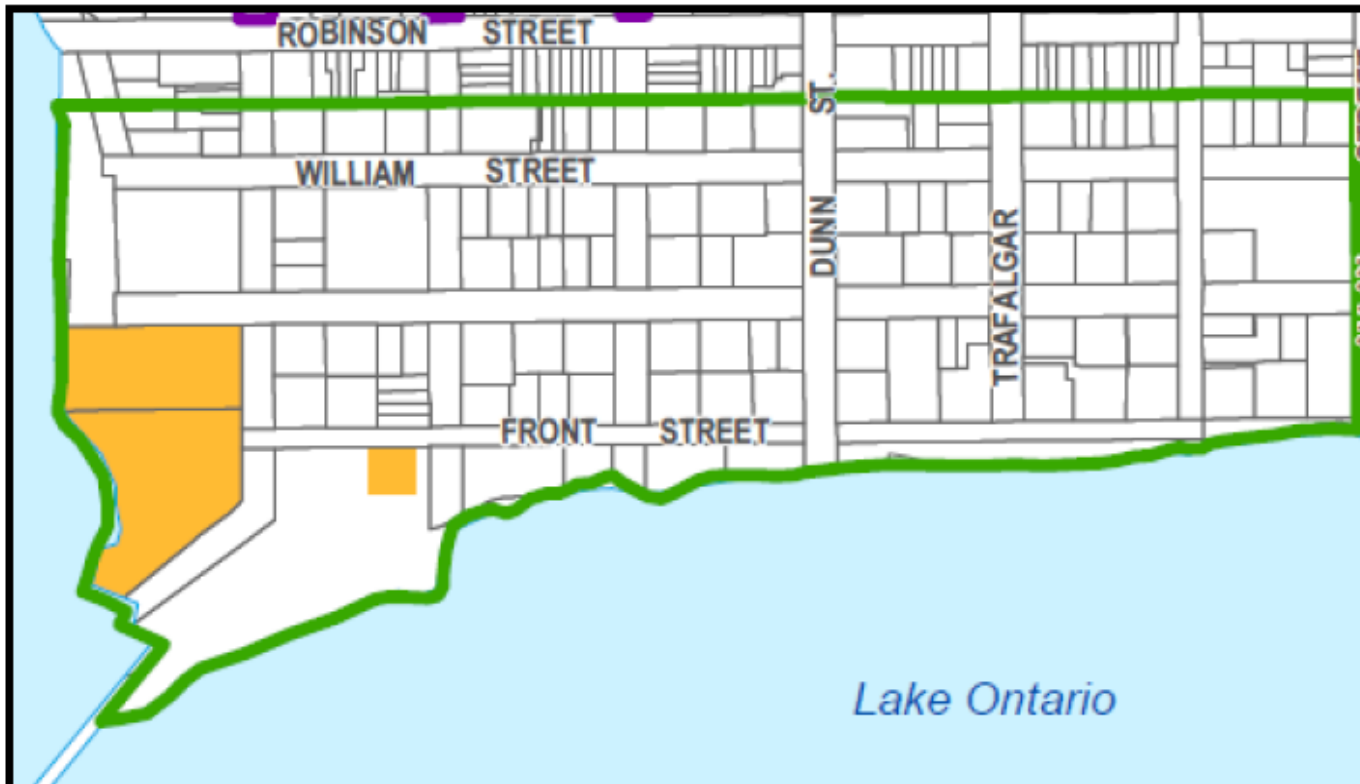 ROBINSON STREET
WILLIAM STREET
DUNN ST.
TRAFALGAR
FRONT STREET
Lake Ontario